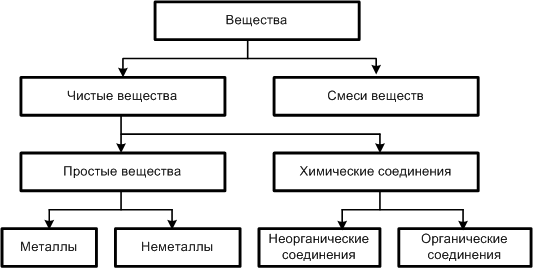 Вещества
Чистые вещества
Смеси веществ
Простые вещества
Химические соединения
Металлы
Неметаллы
Неорганические
соединения
Органические
соединения